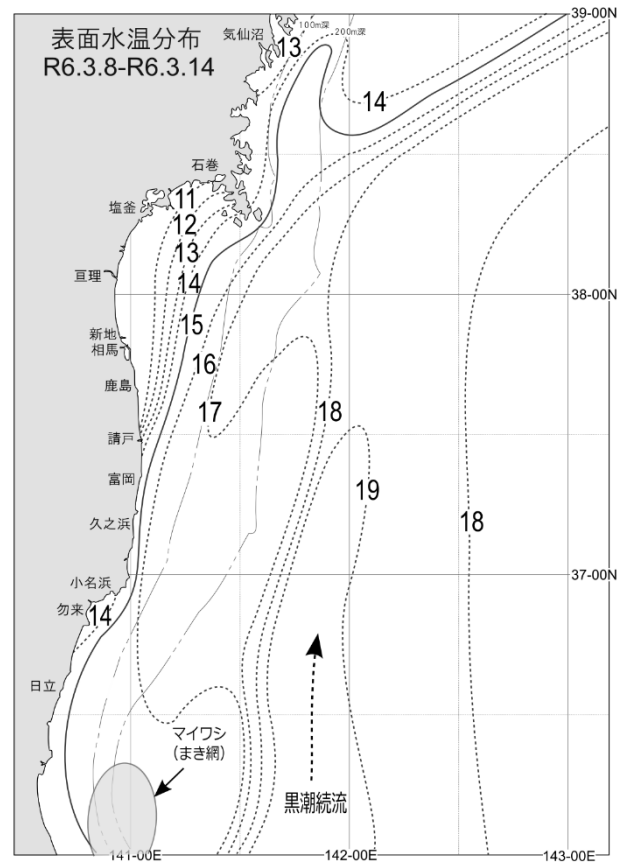 表面水温分布
R6.3.8-R6.3.14
気仙沼
100m深
200m深
39-00N
13
14
石巻
11
塩釜
12
13
亘理
14
38-00N
15
新地
相馬
16
鹿島
17
18
請戸
富岡
19
久之浜
18
37-00N
小名浜
勿来
14
日立
マイワシ
(まき網)
黒潮続流
141-00E
142-00E
143-00E